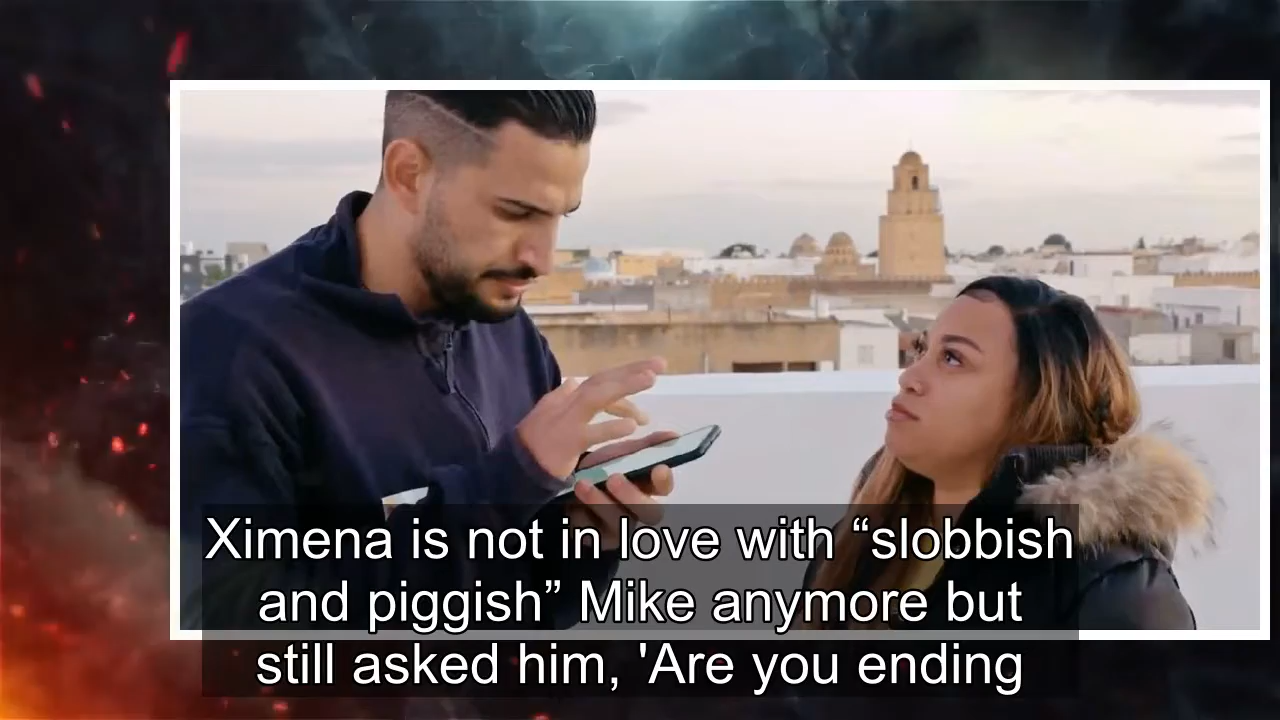 Ximena is not in love with “slobbish
and piggish” Mike anymore but
still asked him, 'Are you ending